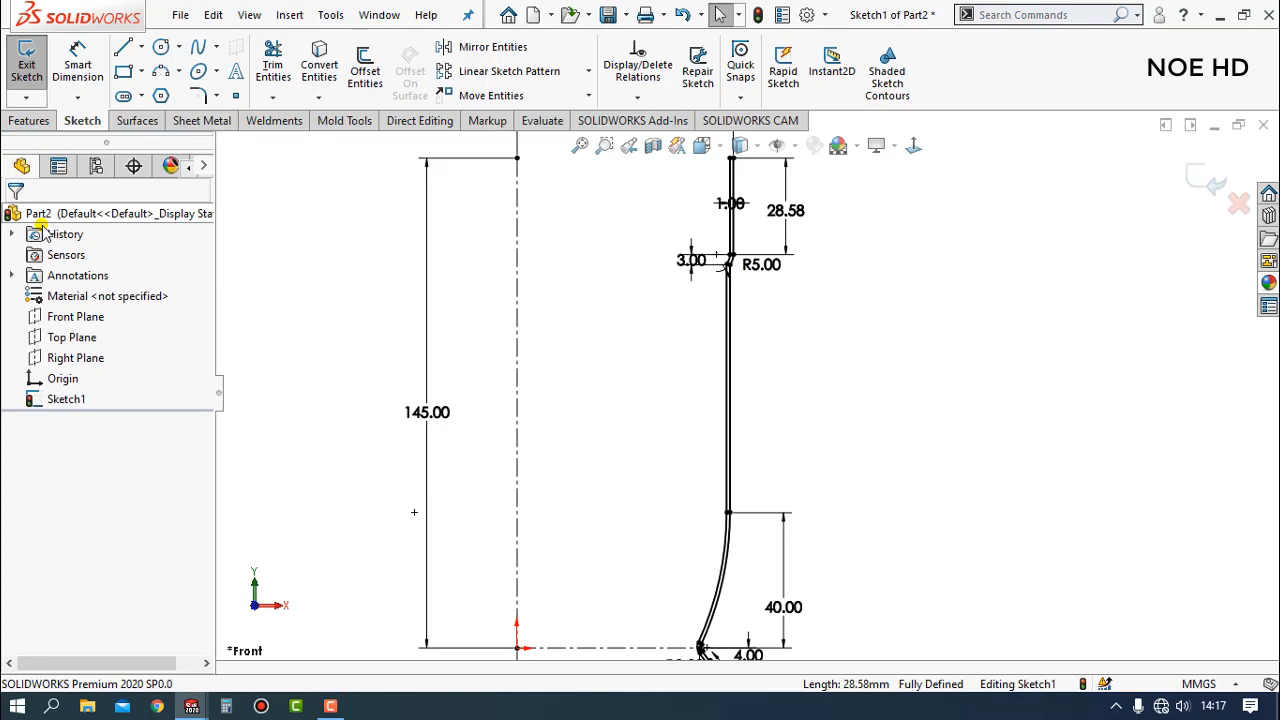 SOLIDWORKS File Edit View Insert Tools Window Help Sketch1 of Part2 * Search Commands ?
Exit Sketch
Smart Dimension
Trim Entities
Convert Entities
Offset Entities
Offset On Surface
Mirror Entities
Linear Sketch Pattern
Move Entities
Display/Delete Relations
Repair Sketch
Quick Snaps
Rapid Sketch
Instant2D
Shaded Sketch Contours
NOE HD
Features Sketch Surfaces Sheet Metal Weldments Mold Tools Direct Editing Markup Evaluate SOLIDWORKS Add-Ins SOLIDWORKS CAM
Part2 (Default<<Default>_Display Sta
History
Sensors
Annotations
Material <not specified>
Front Plane
Top Plane
Right Plane
Origin
Sketch1
1.00
28.58
3.00
R5.00
145.00
40.00
4.00
Y
X
*Front
SOLIDWORKS Premium 2020 SP0.0 Length: 28.58mm Fully Defined Editing Sketch1 MMGS
14:17